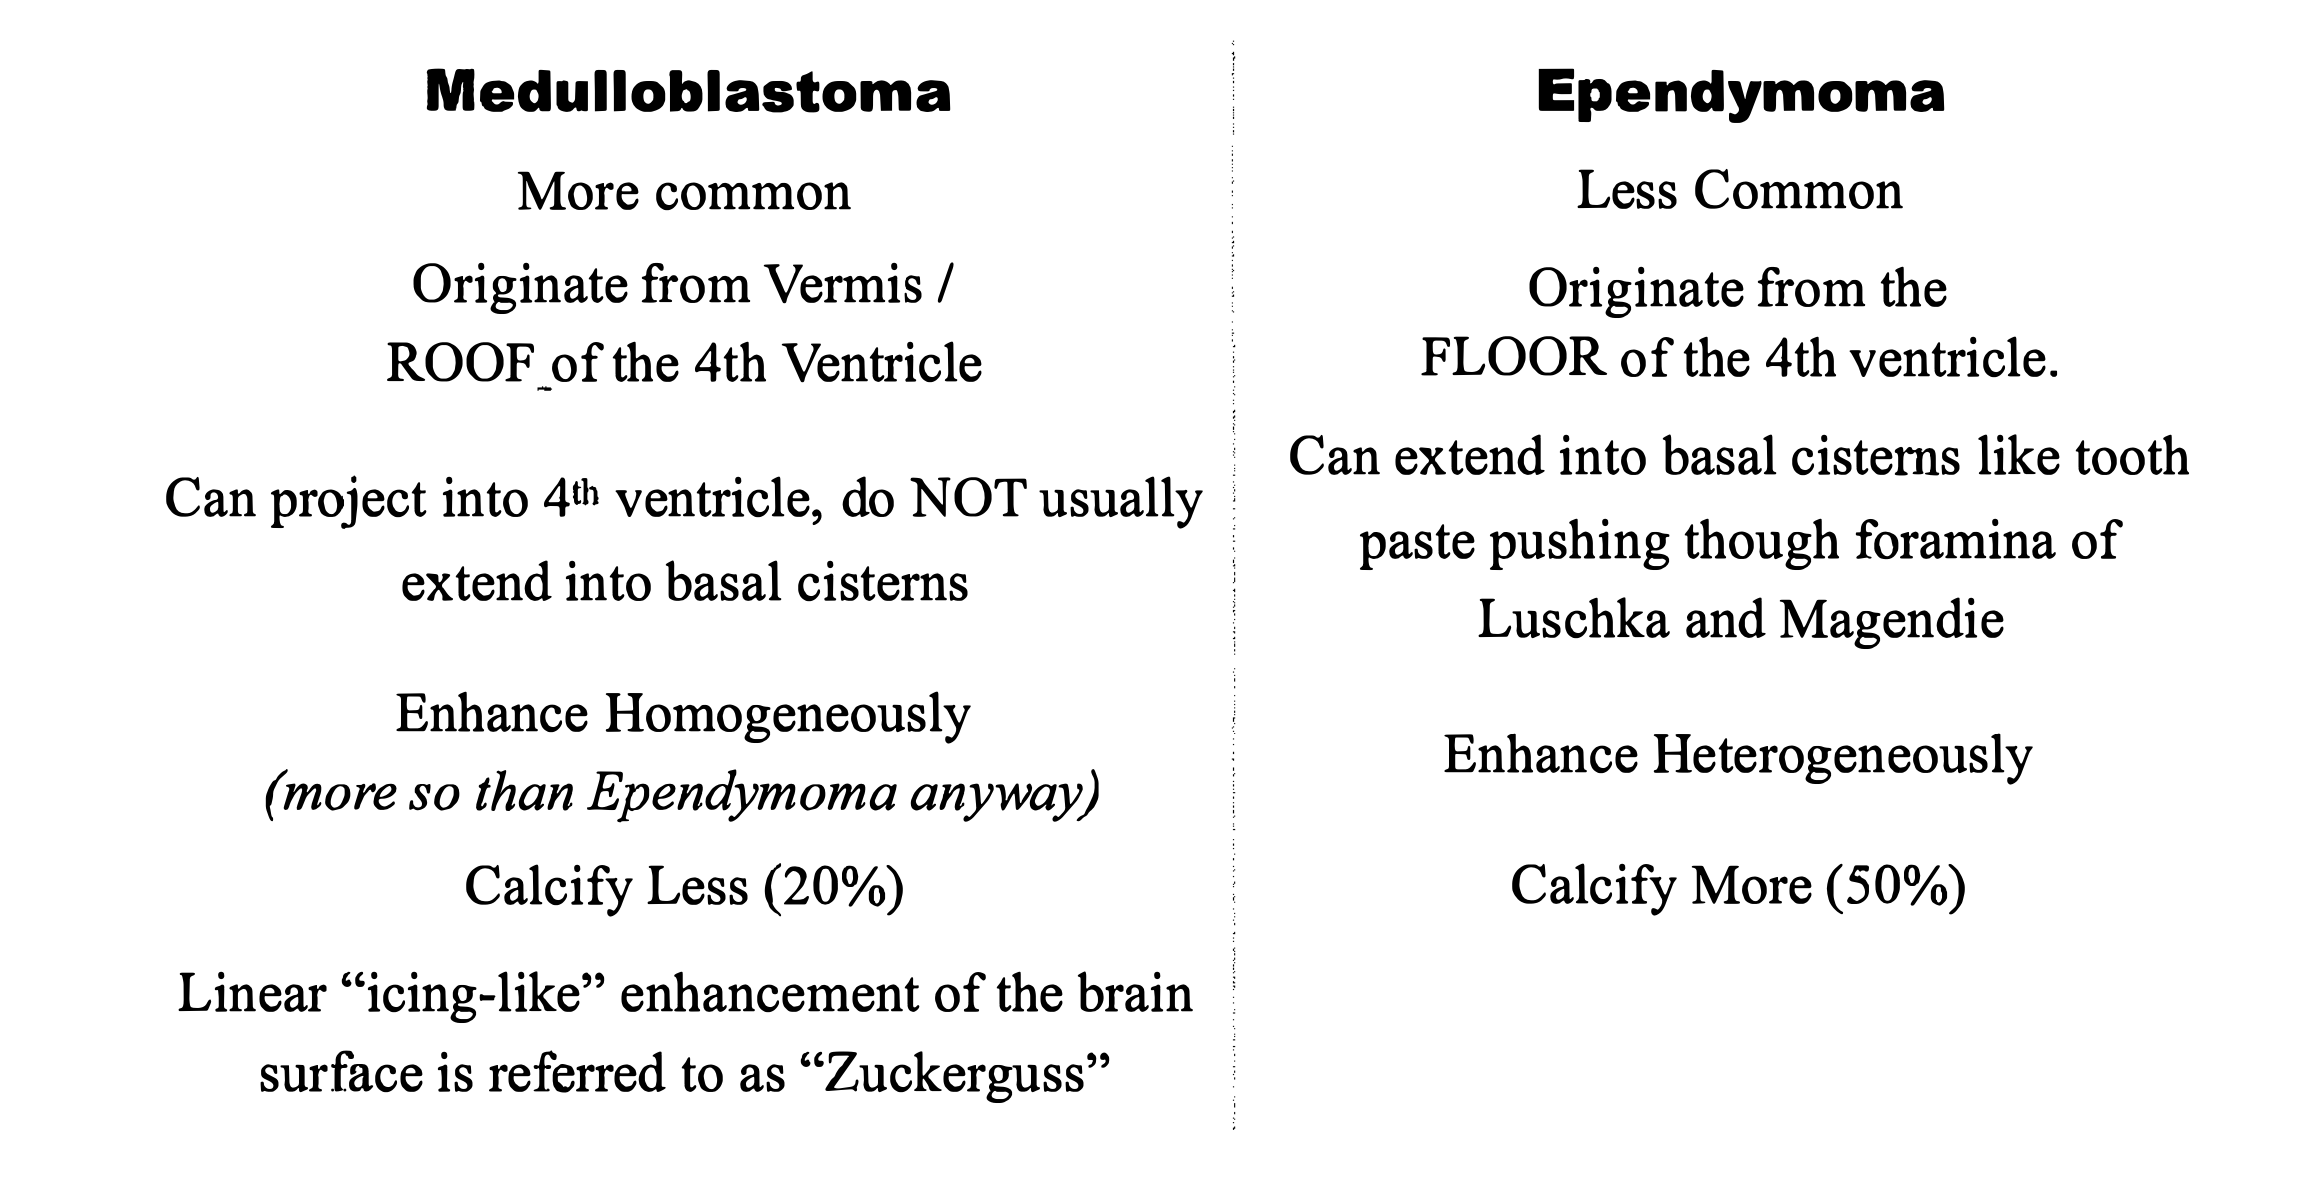 Medulloblastoma
More common
Originate from Vermis /
ROOF of the 4th Ventricle
Can project into 4th ventricle, do NOT usually
extend into basal cisterns
Enhance Homogeneously
(more so than Ependymoma anyway)
Calcify Less (20%)
Linear “icing-like” enhancement of the brain
surface is referred to as “Zuckerguss”
Ependymoma
Less Common
Originate from the
FLOOR of the 4th ventricle.
Can extend into basal cisterns like tooth
paste pushing though foramina of
Luschka and Magendie
Enhance Heterogeneously
Calcify More (50%)